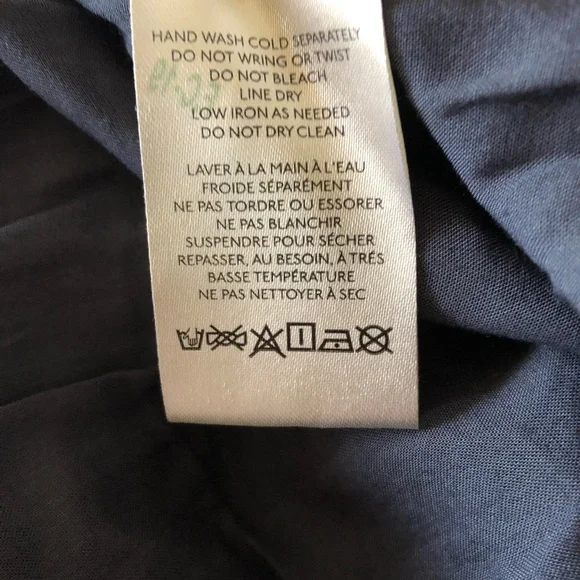 HAND WASH COLD SEPARATELY
DO NOT WRING OR TWIST
DO NOT BLEACH
LINE DRY
LOW IRON AS NEEDED
DO NOT DRY CLEAN
LAVER À LA MAIN À L'EAU
FROIDE SÉPARÉMENT
NE PAS TORDRE OU ESSORER
NE PAS BLANCHIR
SUSPENDRE POUR SÉCHER
REPASSER, AU BESOIN, À TRÉS
BASSE TEMPÉRATURE
NE PAS NETTOYER À SEC